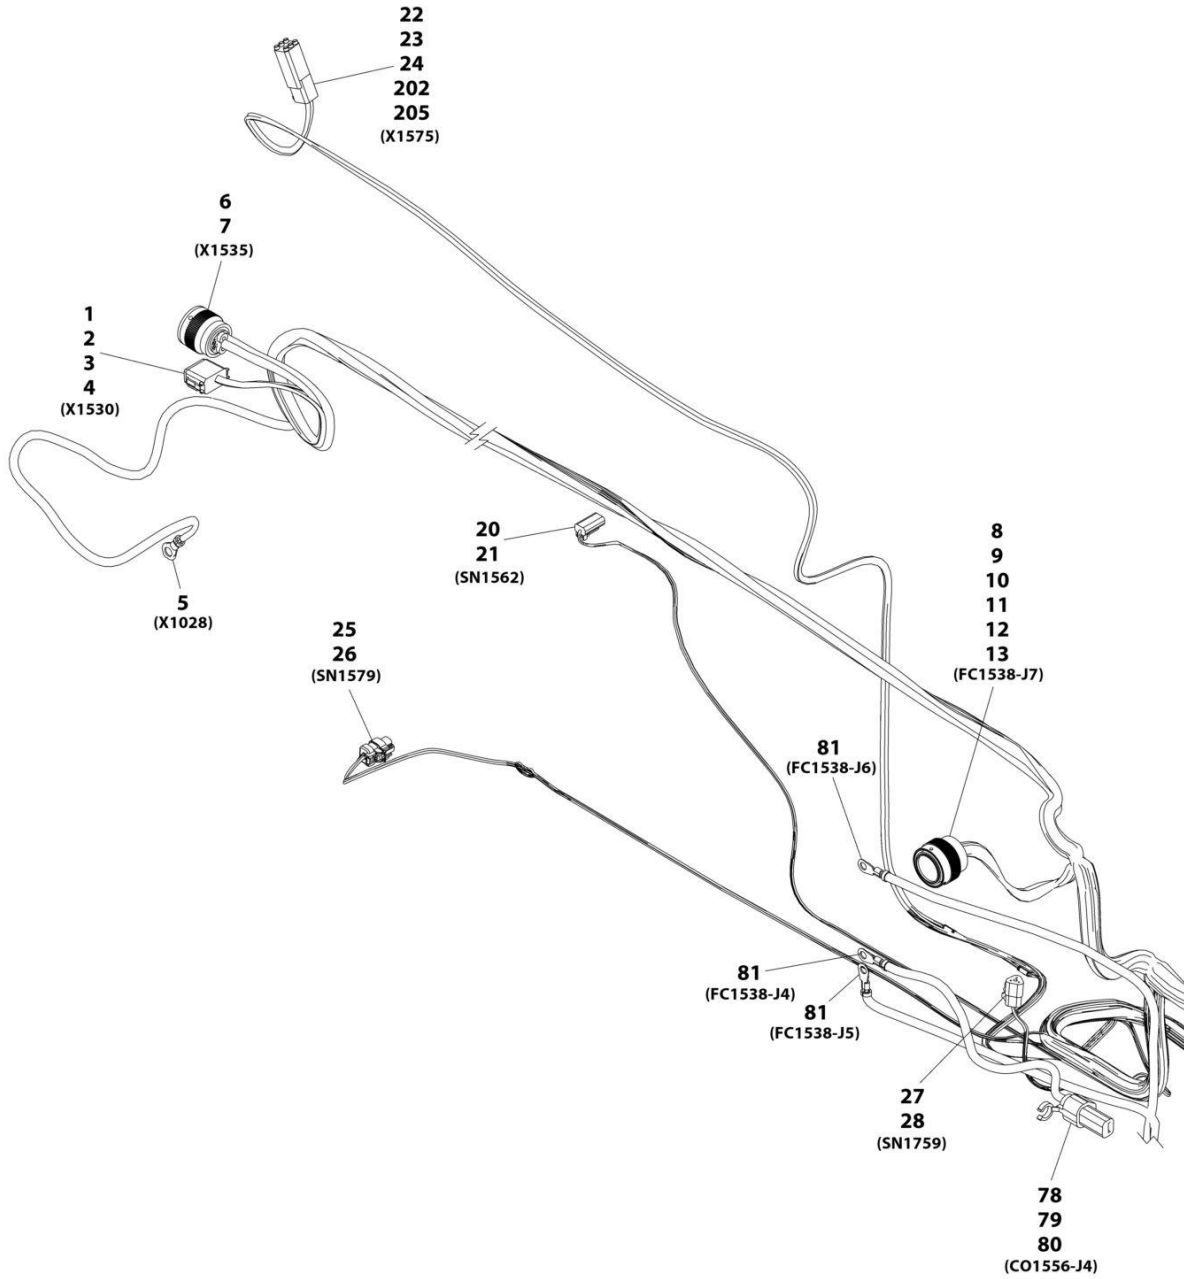 22
23
24
202
205
(X1575)
6
7
(X1535)
1
2
3
4
(X1530)
5
(X1028)
20
21
(SN1562)
8
9
10
11
12
13
(FC1538-J7)
25
26
(SN1579)
81
(FC1538-J6)
81
(FC1538-J4)
81
(FC1538-J5)
27
28
(SN1759)
78
79
80
(CO1556-J4)